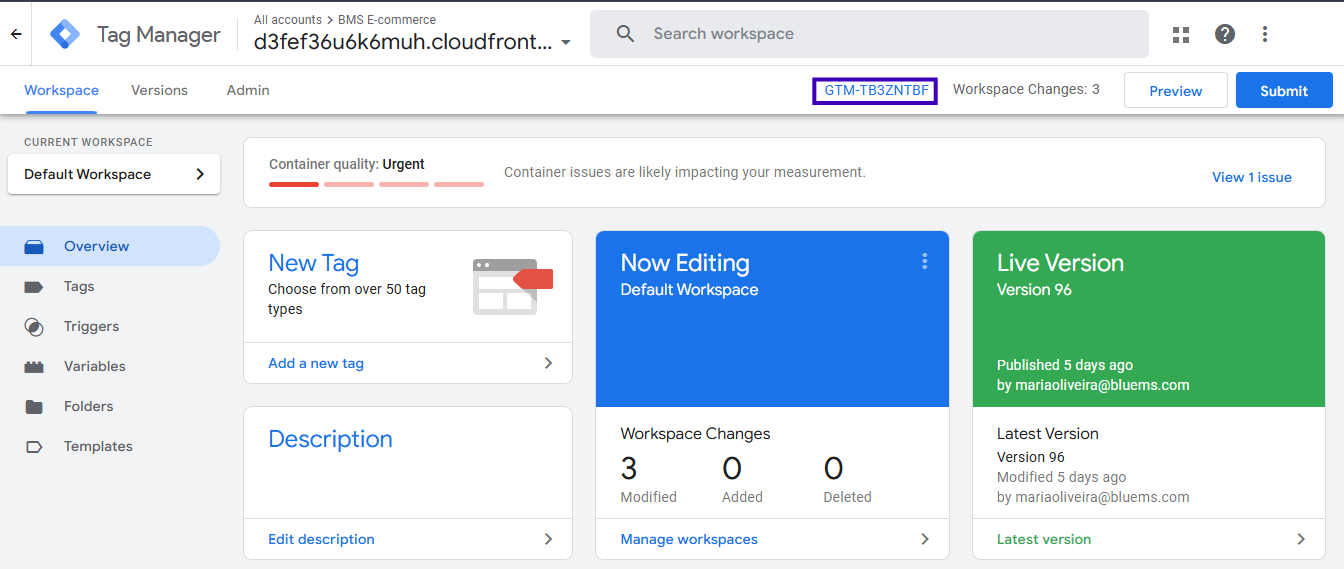 Tag Manager
All accounts > BMS E-commerce
d3fef36u6k6muh.cloudfront...
Search workspace
Workspace
Versions
Admin
GTM-TB3ZNTBF
Workspace Changes: 3
Preview
Submit
CURRENT WORKSPACE
Default Workspace
Overview
Tags
Triggers
Variables
Folders
Templates
Container quality: Urgent
Container issues are likely impacting your measurement.
View 1 issue
New Tag
Choose from over 50 tag
types
Add a new tag
Description
Edit description
Now Editing
Default Workspace
Workspace Changes
3 0 0
Modified Added Deleted
Manage workspaces
Live Version
Version 96
Published 5 days ago
by mariaoliveira@bluems.com
Latest Version
Version 96
Modified 5 days ago
by mariaoliveira@bluems.com
Latest version